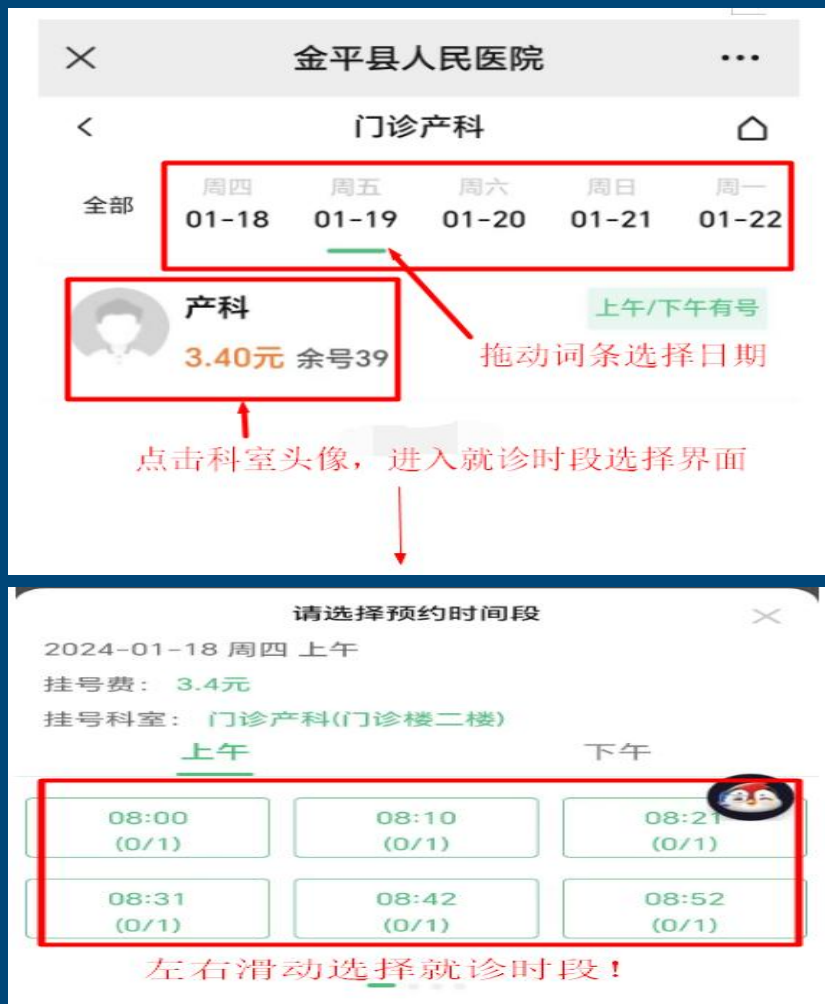 金平县人民医院
门诊产科
全部 周四 周五 周六 周日 周一
01-18 01-19 01-20 01-21 01-22
产科 上午/下午有号
3.40元 余号39
拖动词条选择日期
点击科室头像，进入就诊时段选择界面
请选择预约时间段
2024-01-18 周四 上午
挂号费： 3.4元
挂号科室： 门诊产科(门诊楼二楼)
上午 下午
08:00 08:10 08:21
(0/1) (0/1) (0/1)
08:31 08:42 08:52
(0/1) (0/1) (0/1)
左右滑动选择就诊时段！